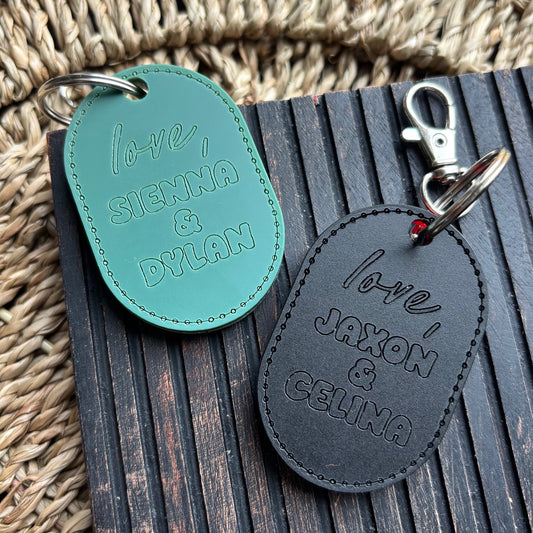 love,
SIENNA
&
DYLAN
love,
JAXON
&
CELINA